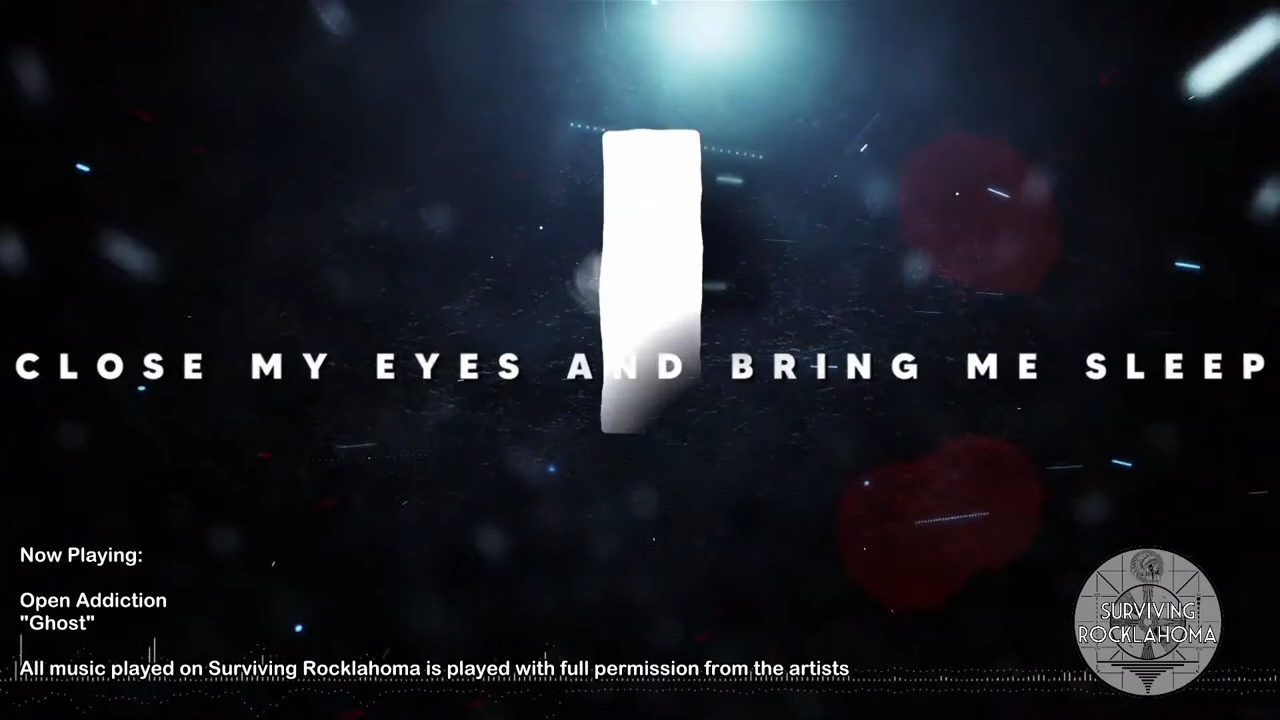 CLOSE MY EYES AND BRING ME SLEEP
Now Playing:
Open Addiction
"Ghost"
All music played on Surviving Rocklahoma is played with full permission from the artists
SURVIVING
ROCKLAHOMA